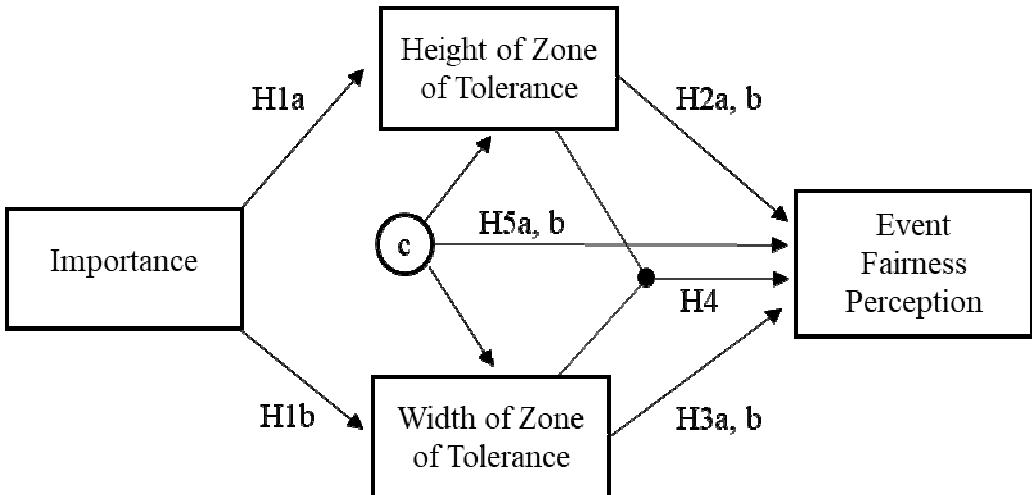 Height of Zone
of Tolerance
H1a
H2a, b
Importance
c
H5a, b
Event
Fairness
Perception
H4
H1b
Width of Zone
of Tolerance
H3a, b